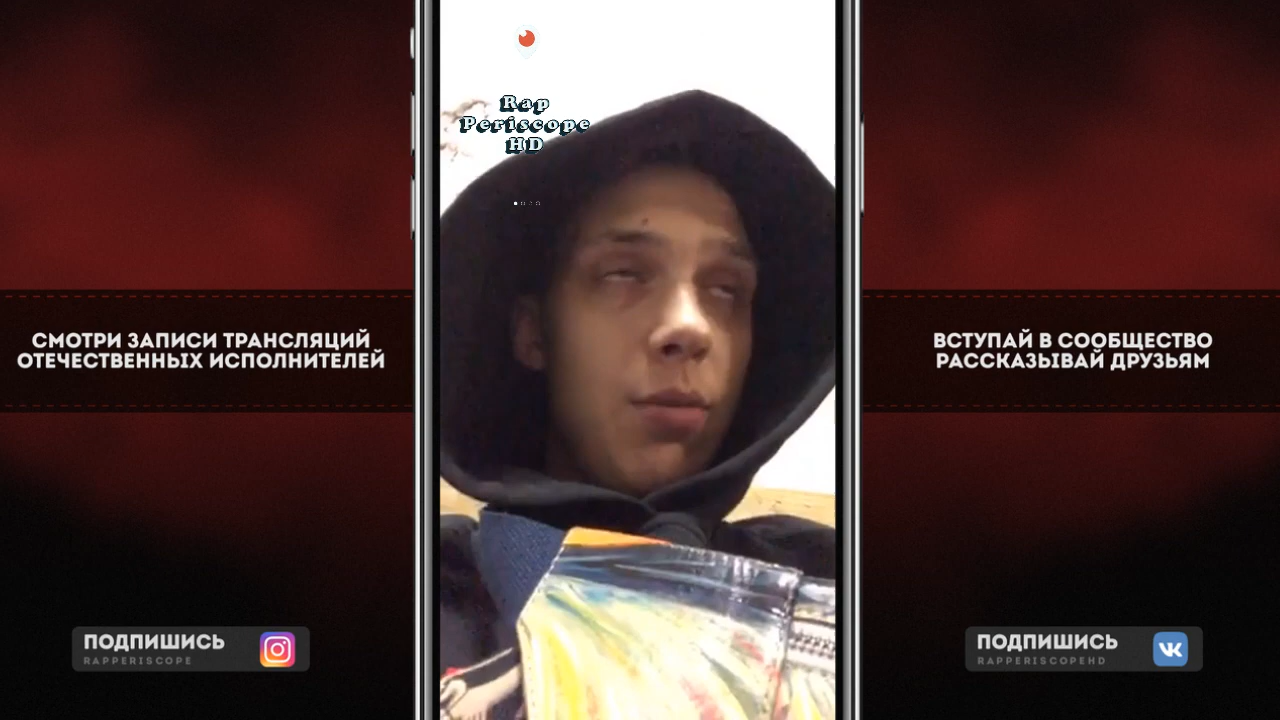 Rap
Periscope
HD
СМОТРИ ЗАПИСИ ТРАНСЛЯЦИЙ
ОТЕЧЕСТВЕННЫХ ИСПОЛНИТЕЛЕЙ
ВСТУПАЙ В СООБЩЕСТВО
РАССКАЗЫВАЙ ДРУЗЬЯМ
ПОДПИШИСЬ
RAPPERISCOPE
ПОДПИШИСЬ
RAPPERISCOPEHD